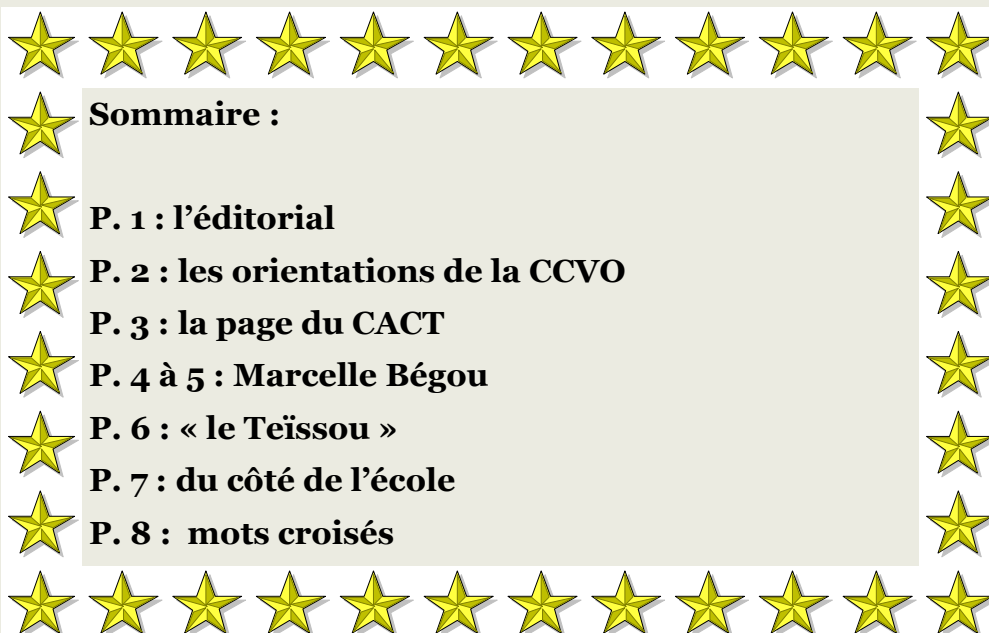 Sommaire :
P. 1 : l’éditorial
P. 2 : les orientations de la CCVO
P. 3 : la page du CACT
P. 4 à 5 : Marcelle Bégou
P. 6 : « le Teïssou »
P. 7 : du côté de l’école
P. 8 :  mots croisés